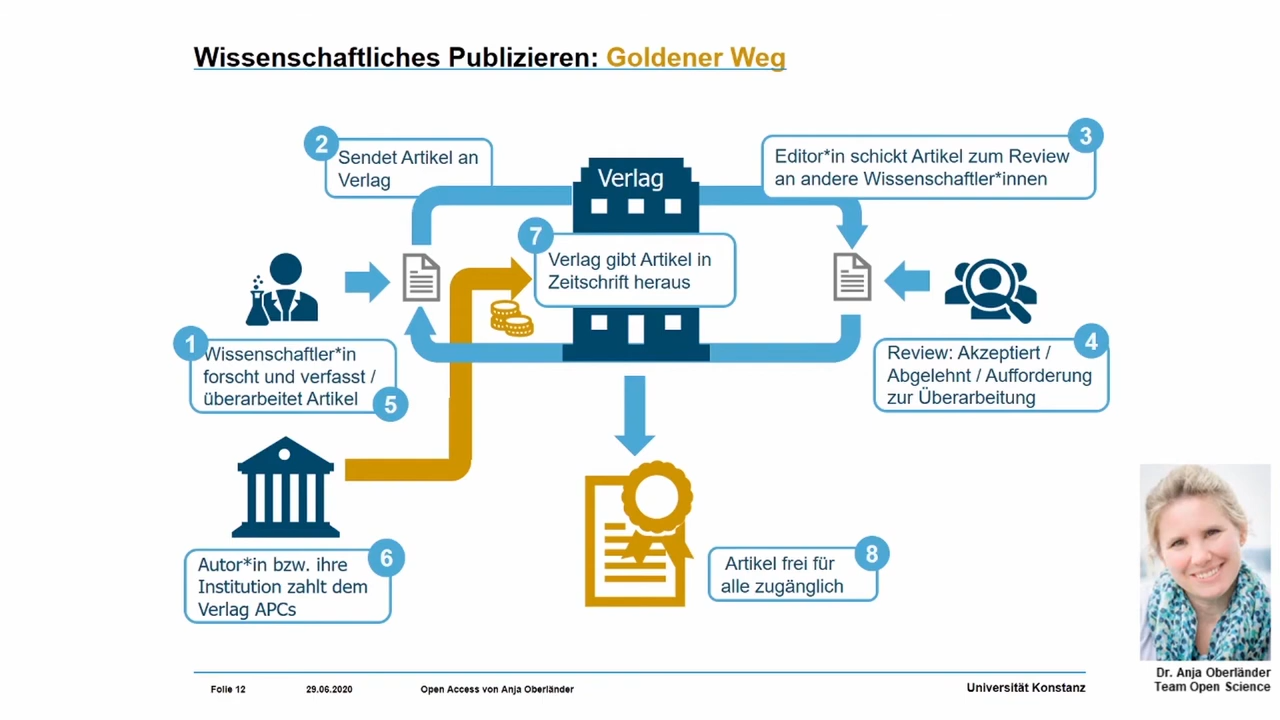 Wissenschaftliches Publizieren: Goldener Weg
2
Sendet Artikel an
Verlag
Verlag
3
Editor*in schickt Artikel zum Review
an andere Wissenschaftler*innen
7
Verlag gibt Artikel in
Zeitschrift heraus
1
Wissenschaftler*in
forscht und verfasst /
überarbeitet Artikel
5
4
Review: Akzeptiert /
Abgelehnt / Aufforderung
zur Überarbeitung
6
Autor*in bzw. ihre
Institution zahlt dem
Verlag APCs
8
Artikel frei für
alle zugänglich
Dr. Anja Oberländer
Team Open Science
Folie 12 29.06.2020 Open Access von Anja Oberländer Universität Konstanz